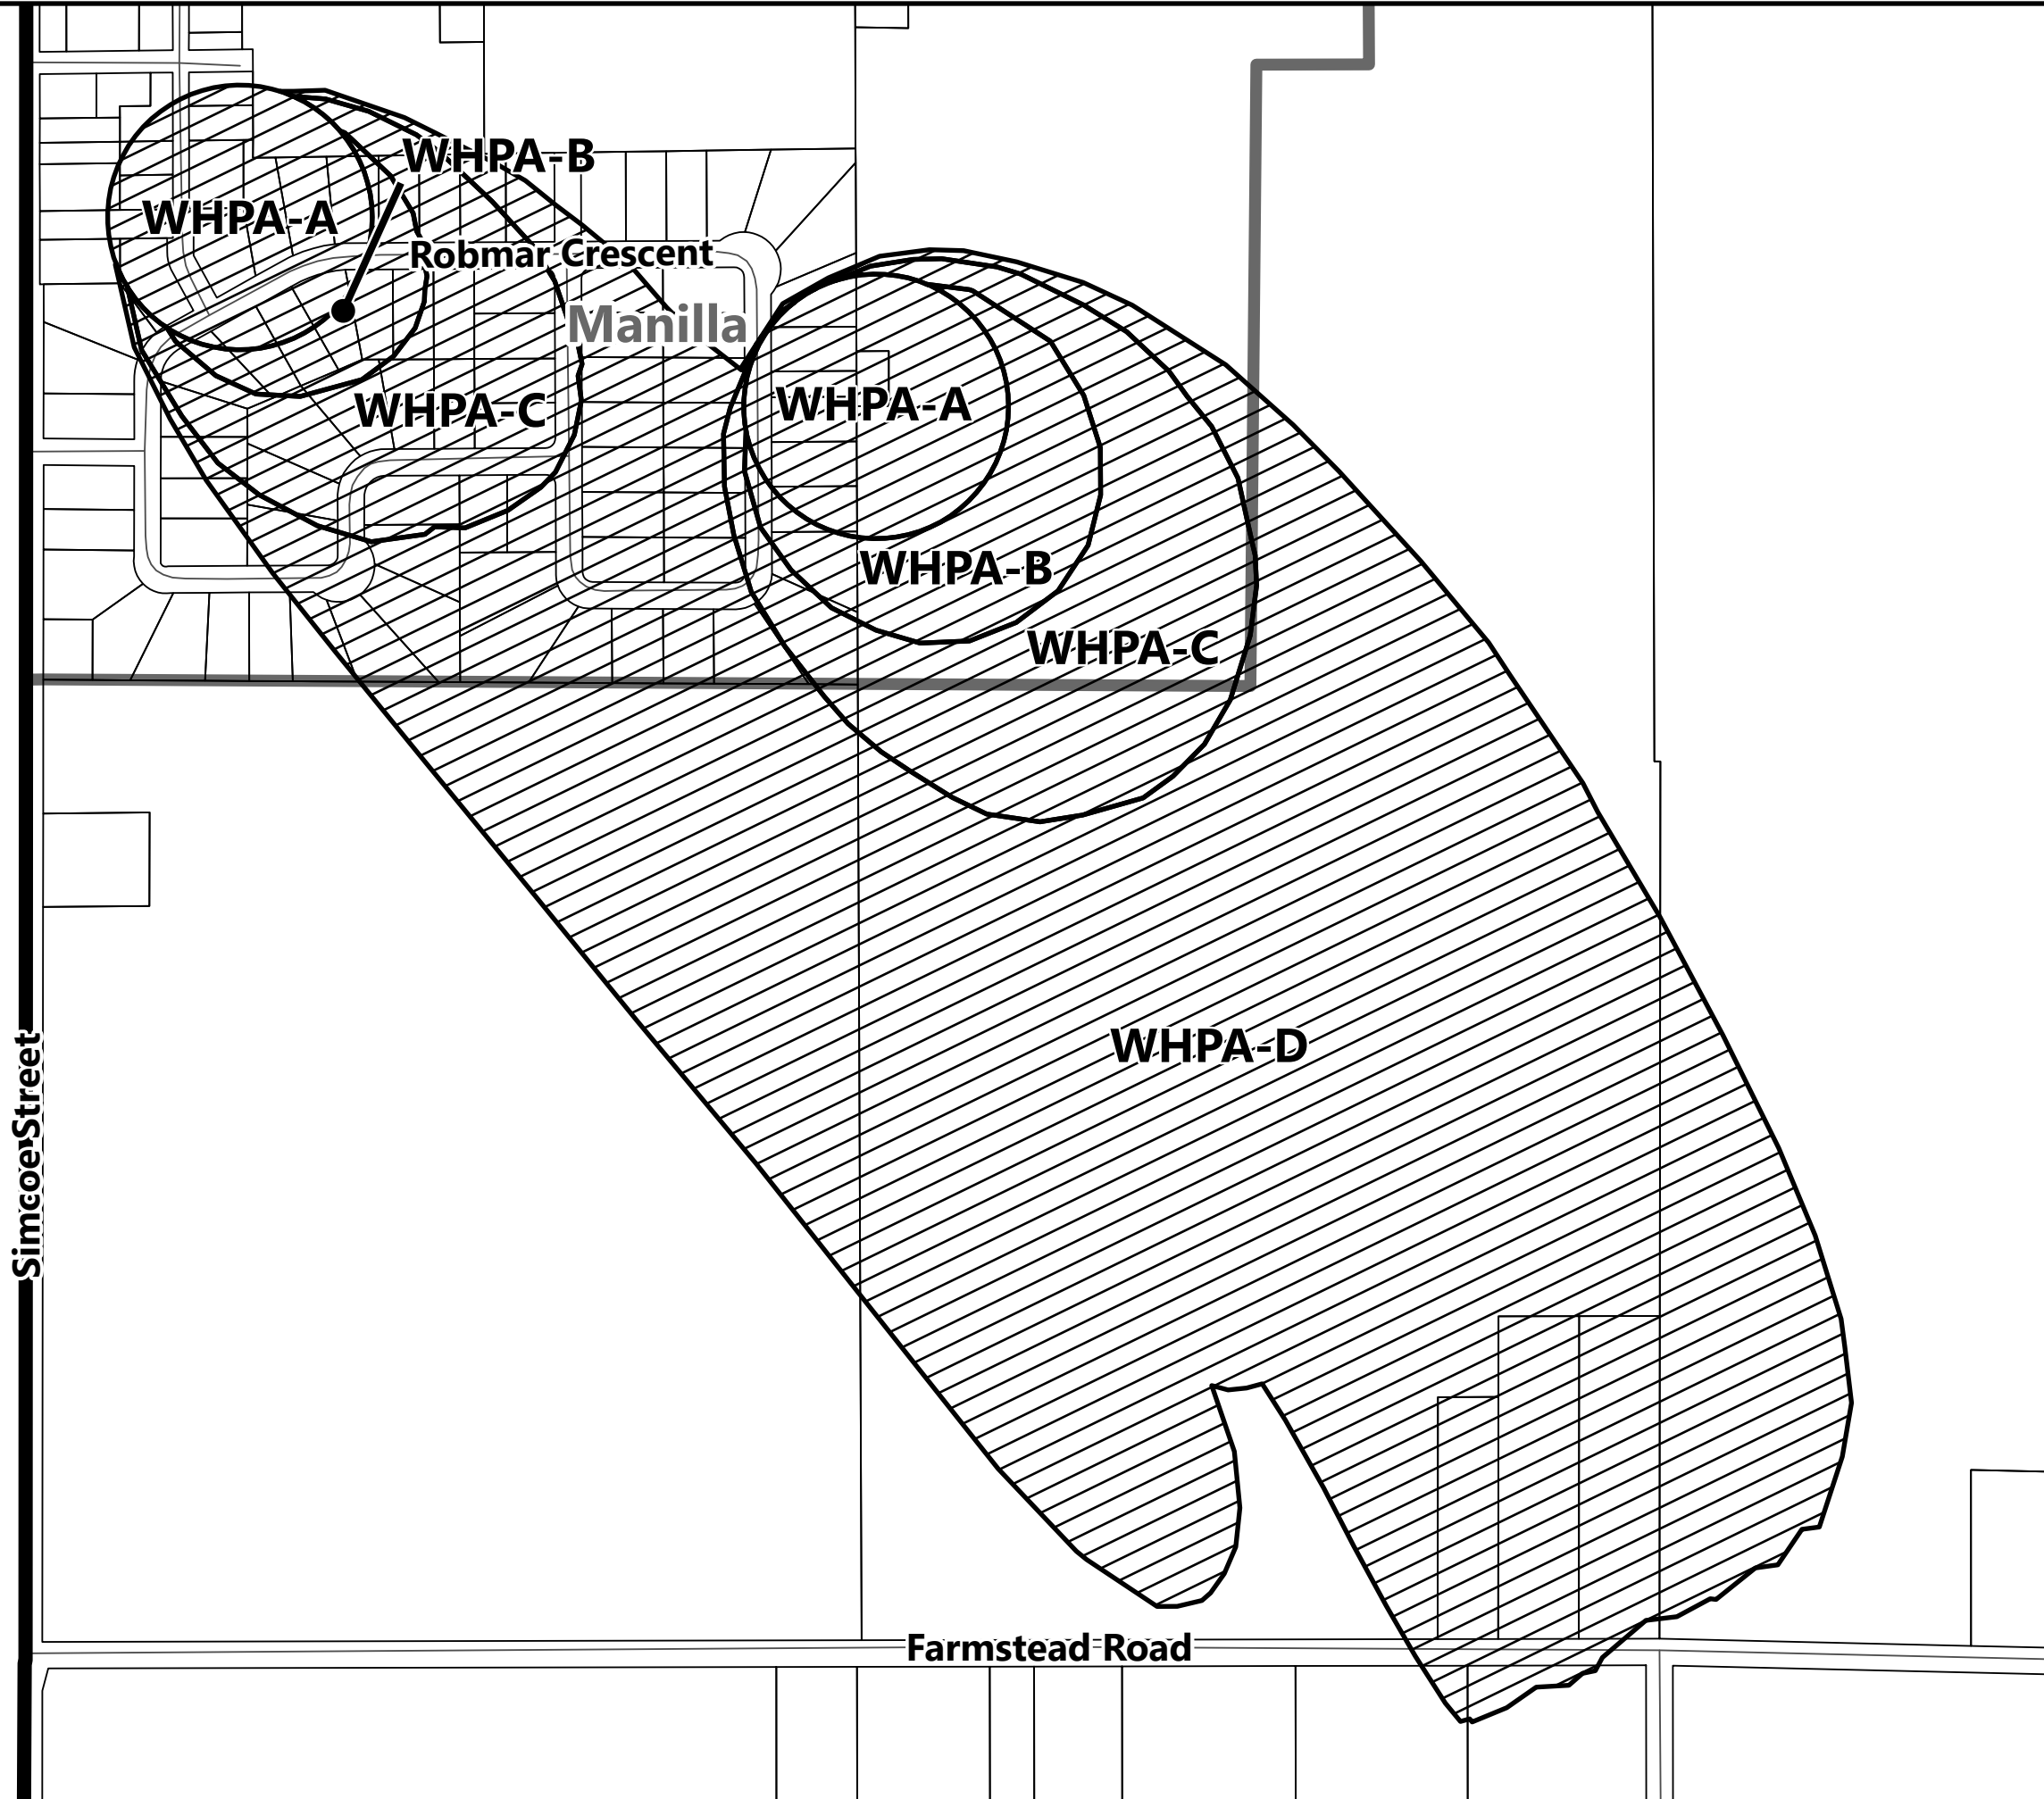 WHPA-B
WHPA-A
Robmar Crescent
Manilla
WHPA-A
WHPA-C
WHPA-B
WHPA-C
WHPA-D
Simcoe Street
Farmstead Road